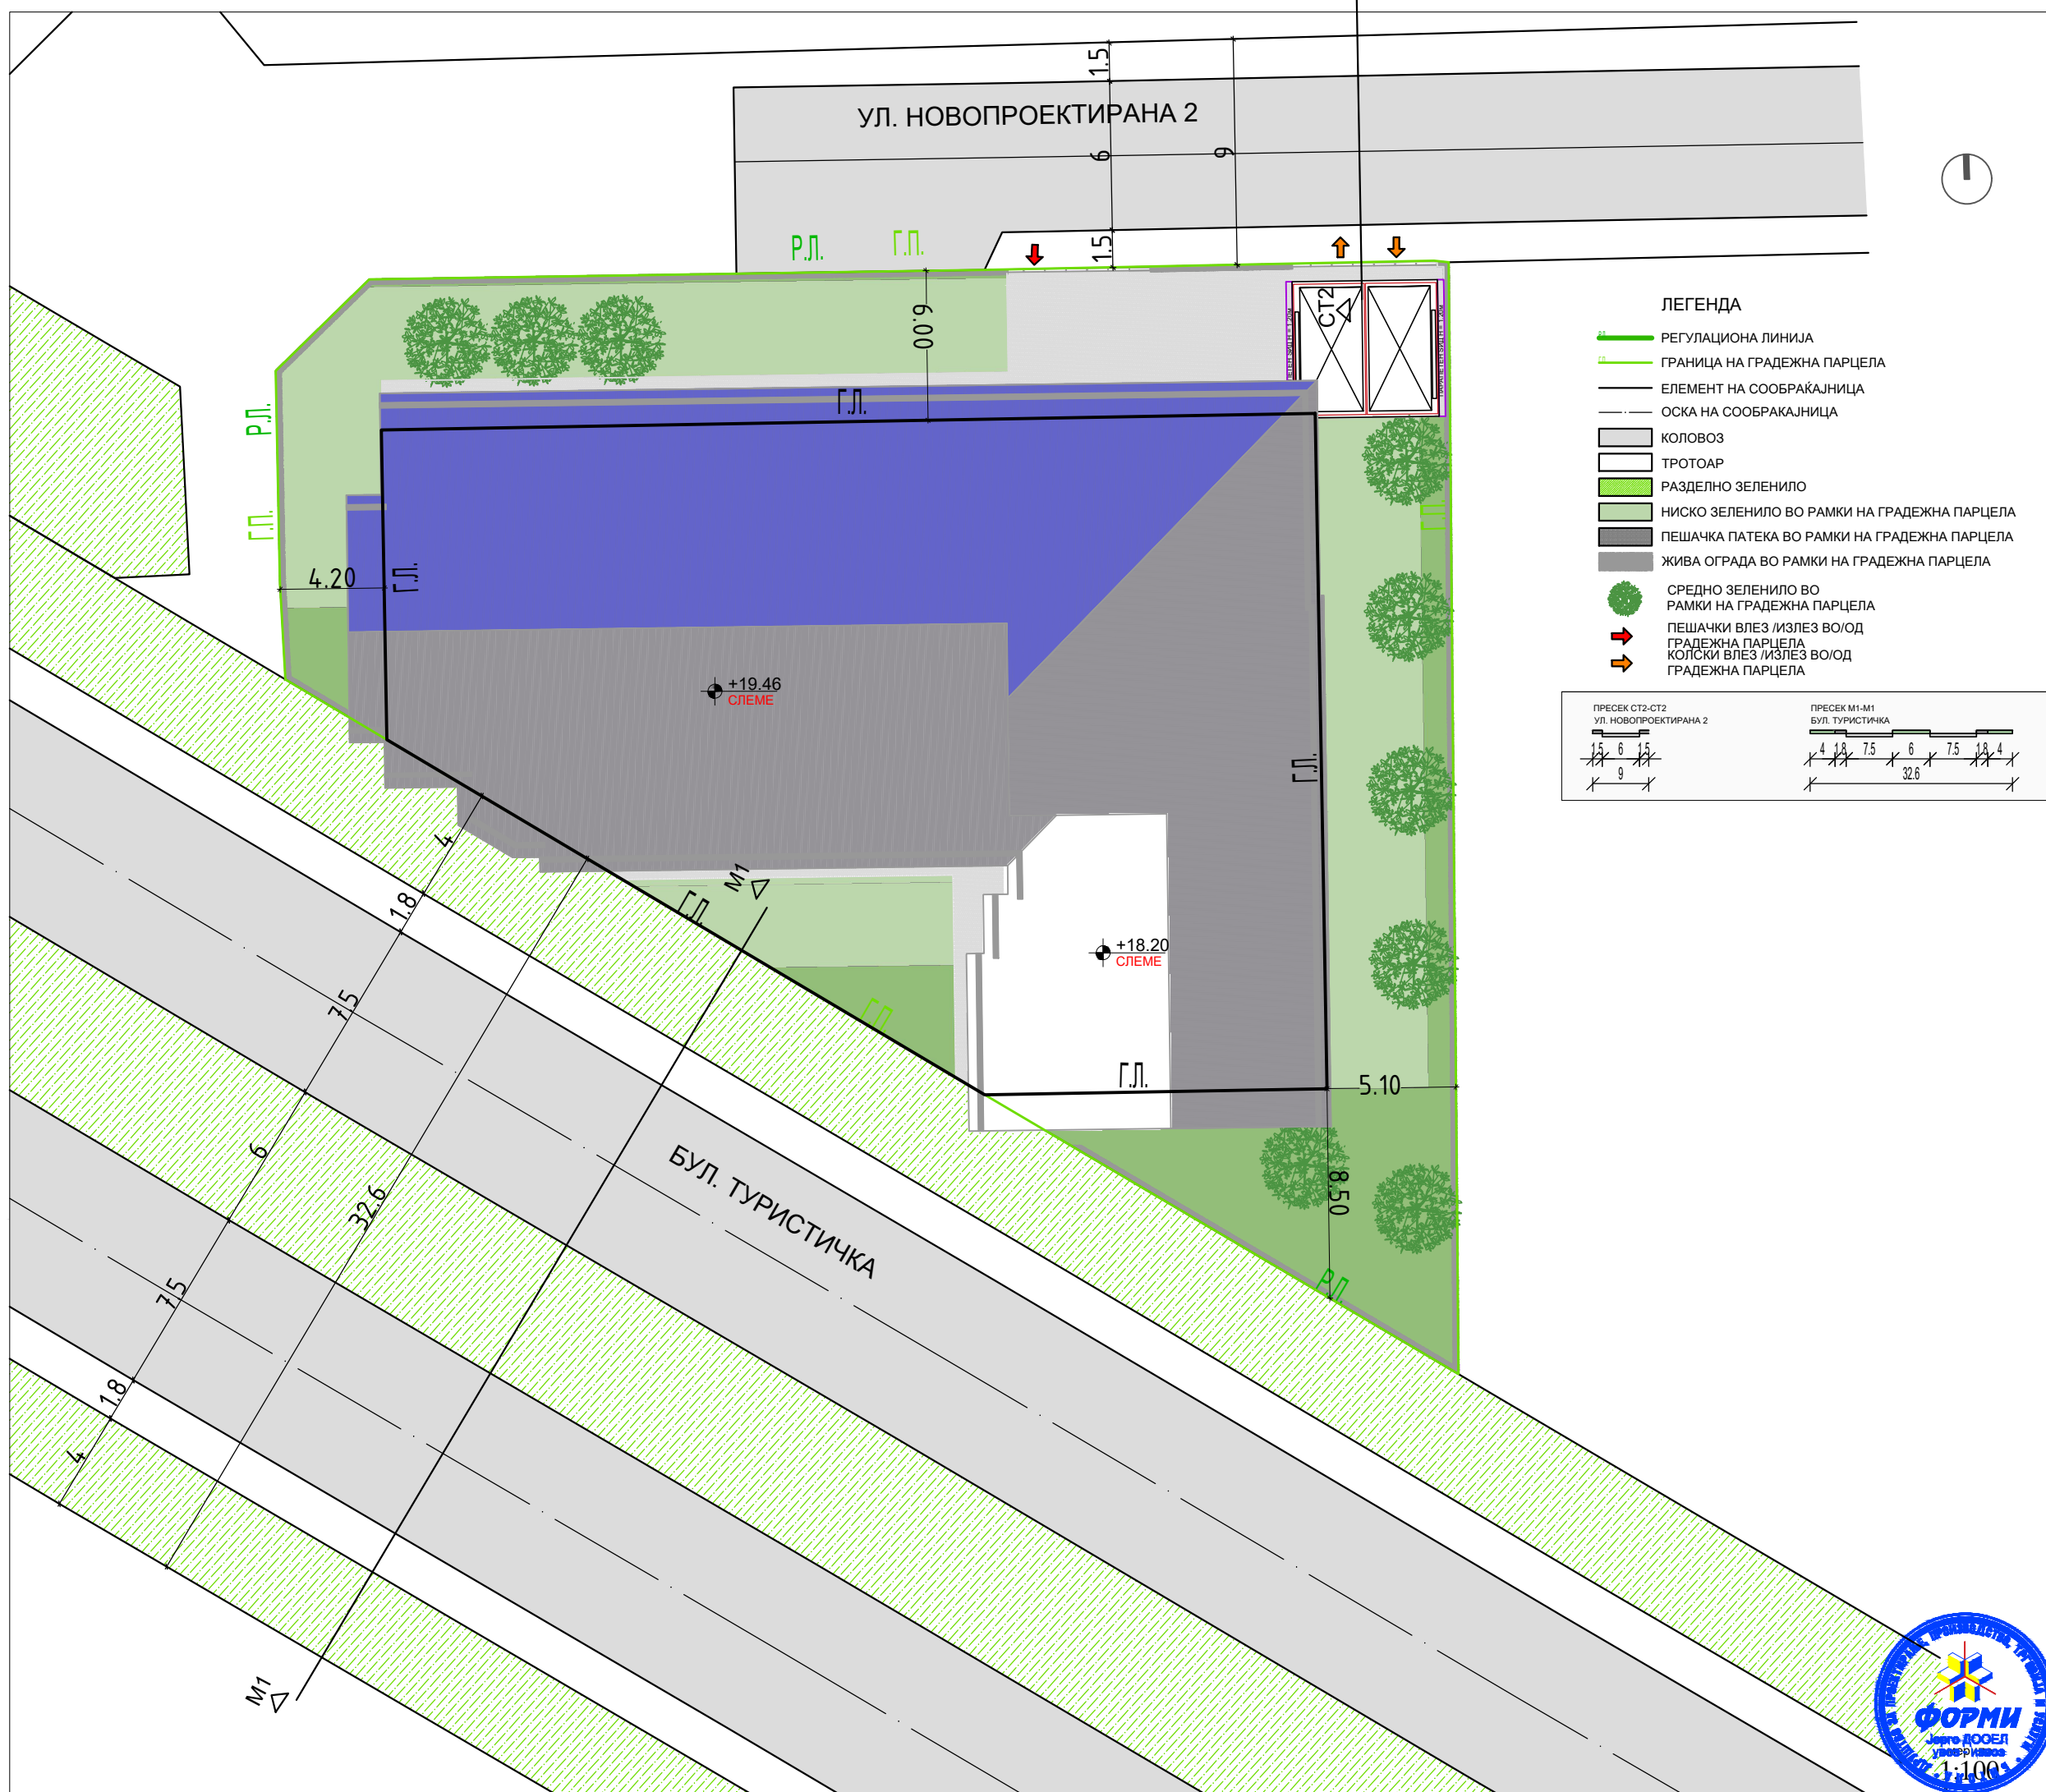 1.5
УЛ. НОВОПРОЕКТИРАНА 2
6
9
Р.Л.
Г.П.
1.5
СТ2
6.00
Г.Л.
Р.Л.
Г.П.
4.20
Г.Л.
Г.П.
+19.46
СЛЕМЕ
Г.Л.
4
1.8
М1
Г.Л.
+18.20
СЛЕМЕ
7.5
Г.П.
Г.Л.
5.10
6
32.6
БУЛ. ТУРИСТИЧКА
8.50
Р.Л.
7.5
1.8
4
М1
ЛЕГЕНДА
РЕГУЛАЦИОНА ЛИНИЈА
ГРАНИЦА НА ГРАДЕЖНА ПАРЦЕЛА
ЕЛЕМЕНТ НА СООБРАЌАЈНИЦА
ОСКА НА СООБРАКАЈНИЦА
КОЛОВОЗ
ТРОТОАР
РАЗДЕЛНО ЗЕЛЕНИЛО
НИСКО ЗЕЛЕНИЛО ВО РАМКИ НА ГРАДЕЖНА ПАРЦЕЛА
ПЕШАЧКА ПАТЕКА ВО РАМКИ НА ГРАДЕЖНА ПАРЦЕЛА
ЖИВА ОГРАДА ВО РАМКИ НА ГРАДЕЖНА ПАРЦЕЛА
СРЕДНО ЗЕЛЕНИЛО ВО
РАМКИ НА ГРАДЕЖНА ПАРЦЕЛА
ПЕШАЧКИ ВЛЕЗ /ИЗЛЕЗ ВО/ОД
ГРАДЕЖНА ПАРЦЕЛА
КОЛСКИ ВЛЕЗ /ИЗЛЕЗ ВО/ОД
ГРАДЕЖНА ПАРЦЕЛА
ПРЕСЕК СТ2-СТ2
УЛ. НОВОПРОЕКТИРАНА 2
1.5 6 1.5
9
ПРЕСЕК М1-М1
БУЛ. ТУРИСТИЧКА
4 1.8 7.5 6 7.5 1.8 4
32.6
ФОРМИ
ДООЕЛ
1:100